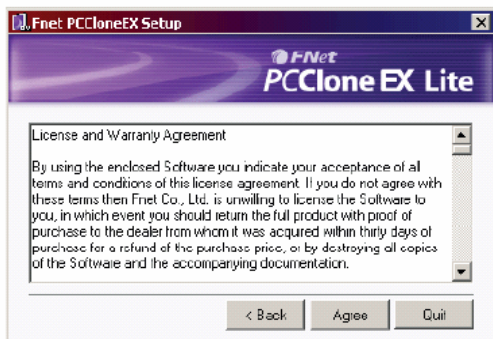 Fnet PCCloneEX Setup
FNet
PCClone EX Lite
License and Warranty Agreement
By using the enclosed Software you indicate your acceptance of all
terms and conditions of this license agreement. If you do not agree with
these terms then Fnet Co., Ltd. is unwilling to license the Software to
you, in which event you should return the full product with proof of
purchase to the dealer from whom it was acquired within thirty days of
purchase for a refund of the purchase price, or by destroying all copies
of the Software and the accompanying documentation.
< Back
Agree
Quit